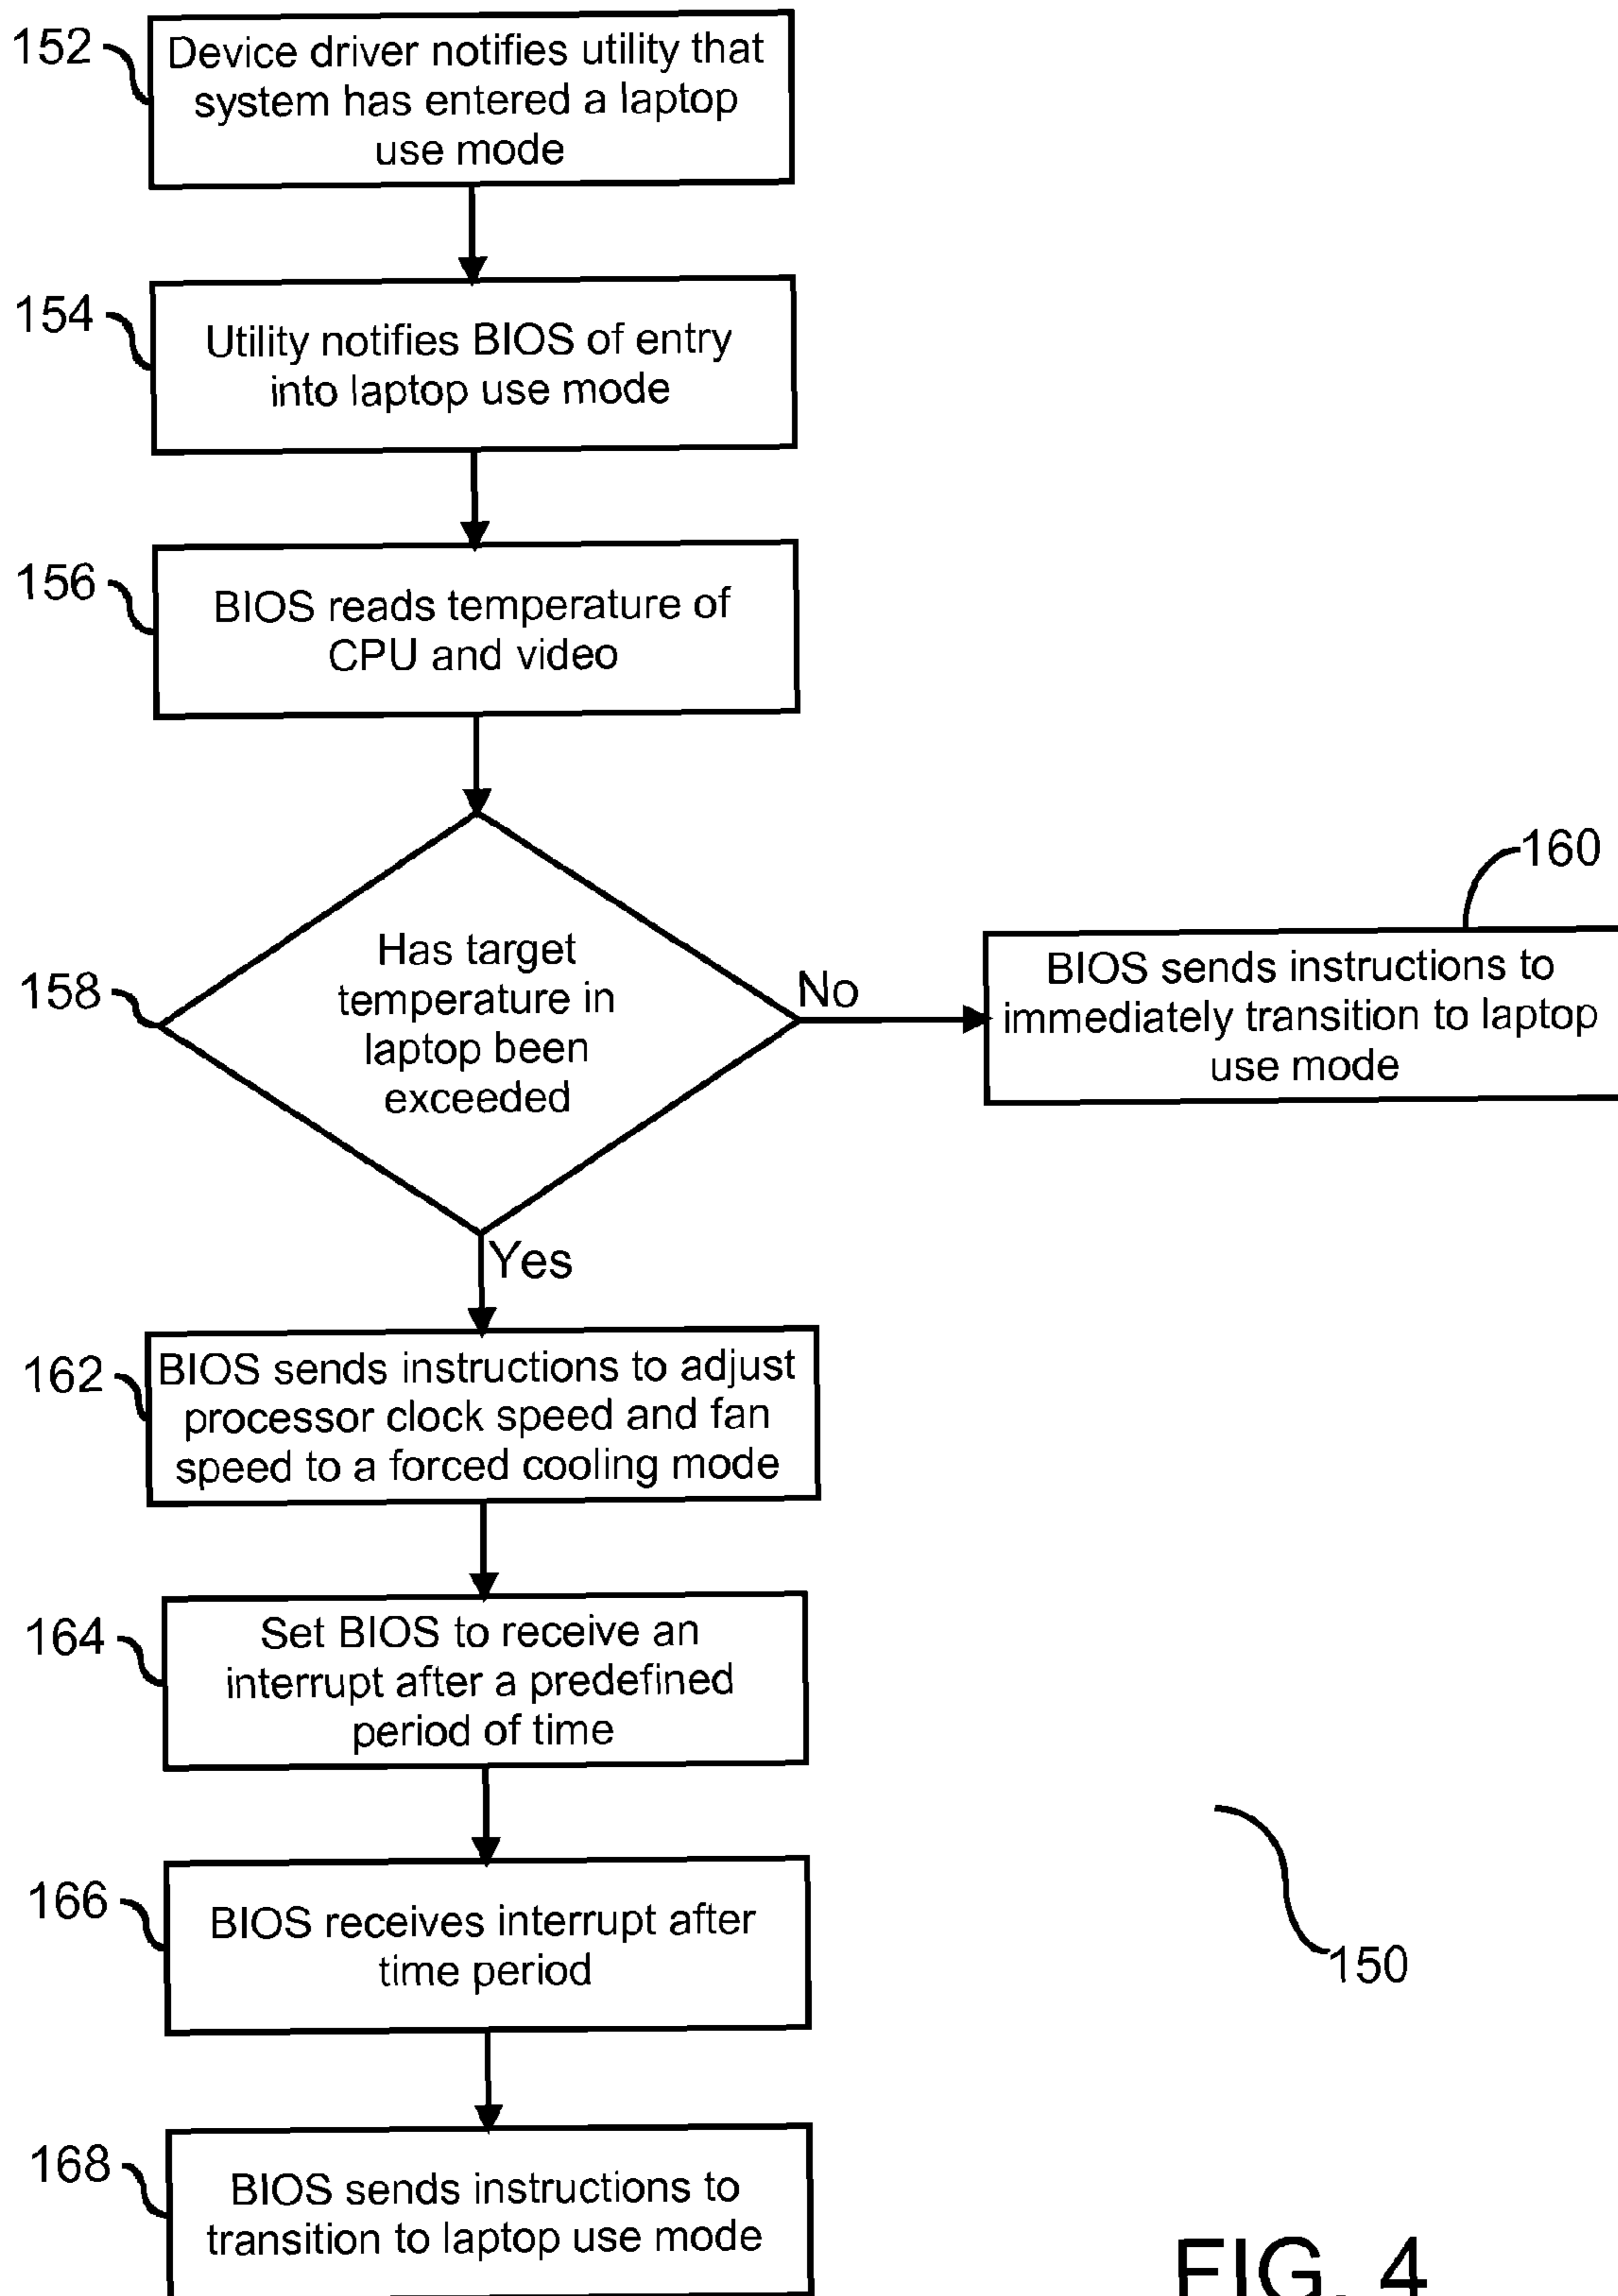 152
Device driver notifies utility that
system has entered a laptop
use mode
154
Utility notifies BIOS of entry
into laptop use mode
156
BIOS reads temperature of
CPU and video
158
Has target
temperature in
laptop been
exceeded
No
160
BIOS sends instructions to
immediately transition to laptop
use mode
Yes
162
BIOS sends instructions to adjust
processor clock speed and fan
speed to a forced cooling mode
164
Set BIOS to receive an
interrupt after a predefined
period of time
166
BIOS receives interrupt after
time period
150
168
BIOS sends instructions to
transition to laptop use mode
FIG. 4